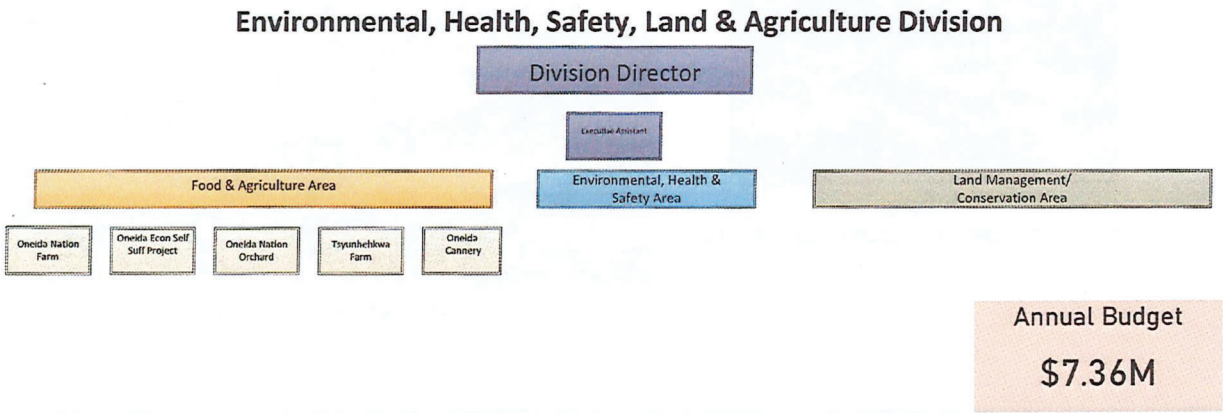 Environmental, Health, Safety, Land & Agriculture Division
Division Director
Executive Assistant
Food & Agriculture Area
Environmental, Health &
Safety Area
Land Management/
Conservation Area
Oneida Nation
Farm
Oneida Econ Self
Suff Project
Oneida Nation
Orchard
Tsyunhehkwa
Farm
Oneida
Cannery
Annual Budget
$7.36M